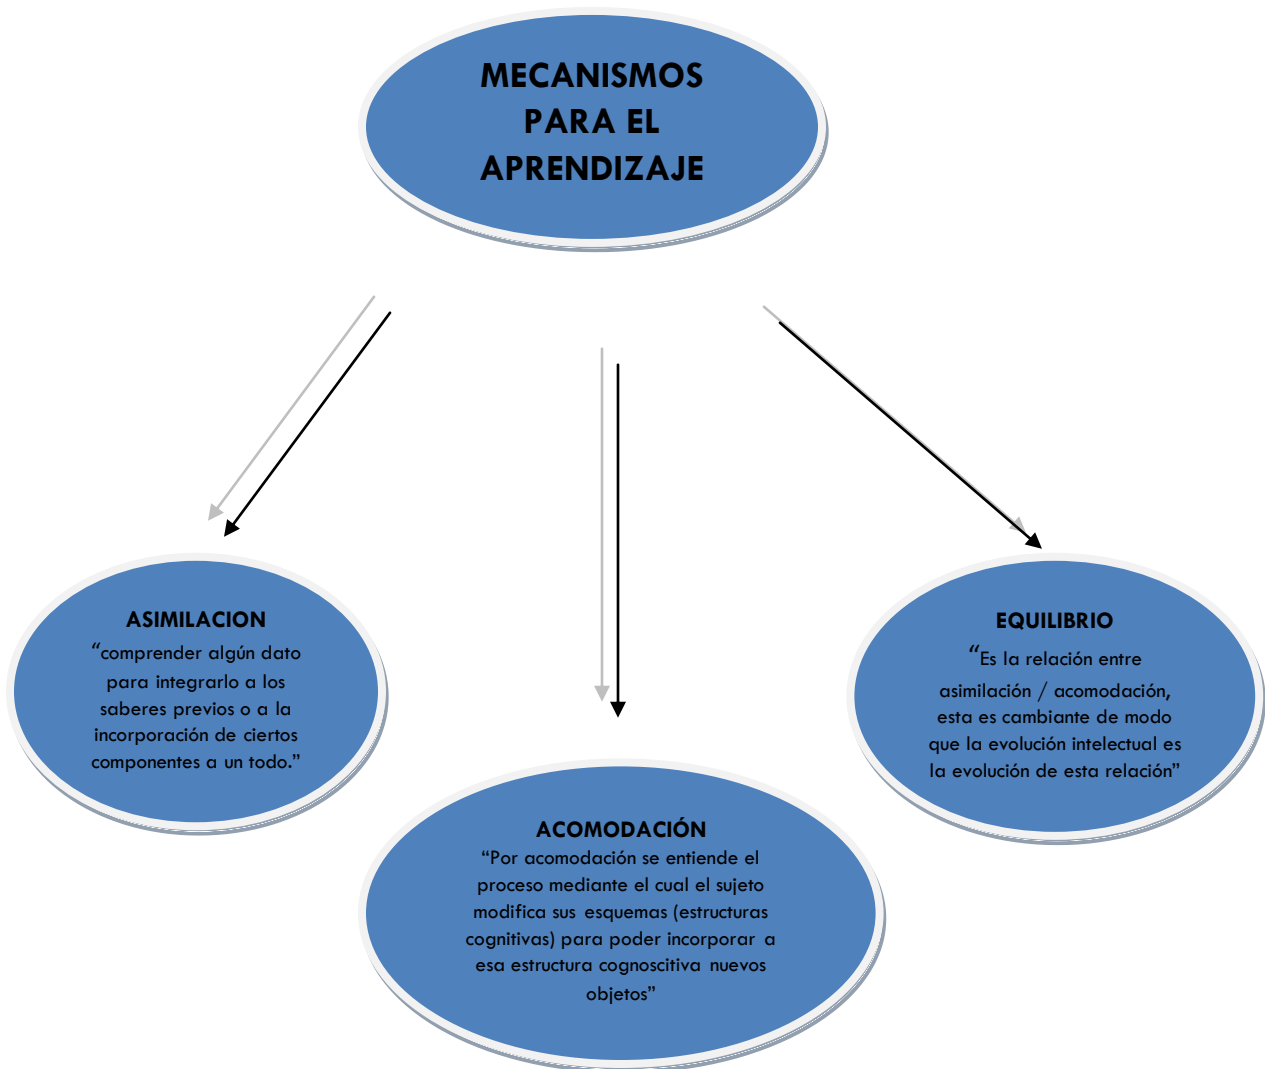 MECANISMOS
PARA EL
APRENDIZAJE
ASIMILACION
“comprender algún dato
para integrarlo a los
saberes previos o a la
incorporación de ciertos
componentes a un todo.”
ACOMODACIÓN
“Por acomodación se entiende el
proceso mediante el cual el sujeto
modifica sus esquemas (estructuras
cognitivas) para poder incorporar a
esa estructura cognoscitiva nuevos
objetos”
EQUILIBRIO
“Es la relación entre
asimilación / acomodación,
esta es cambiante de modo
que la evolución intelectual es
la evolución de esta relación”